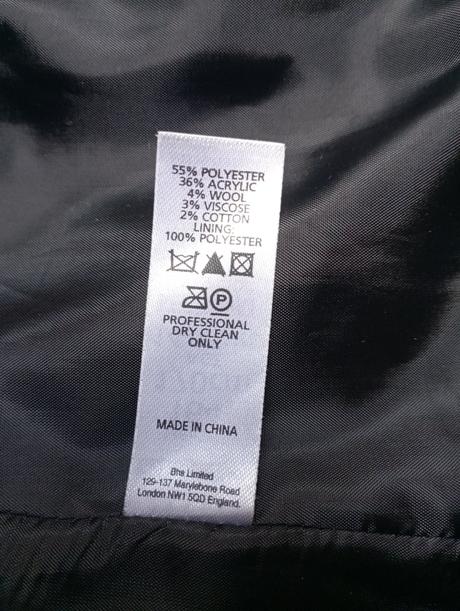 55% POLYESTER
36% ACRYLIC
4% WOOL
3% VISCOSE
2% COTTON
LINING:
100% POLYESTER
P
PROFESSIONAL
DRY CLEAN
ONLY
MADE IN CHINA
Bhs Limited
129-137 Marylebone Road
London NW1 5QD England.